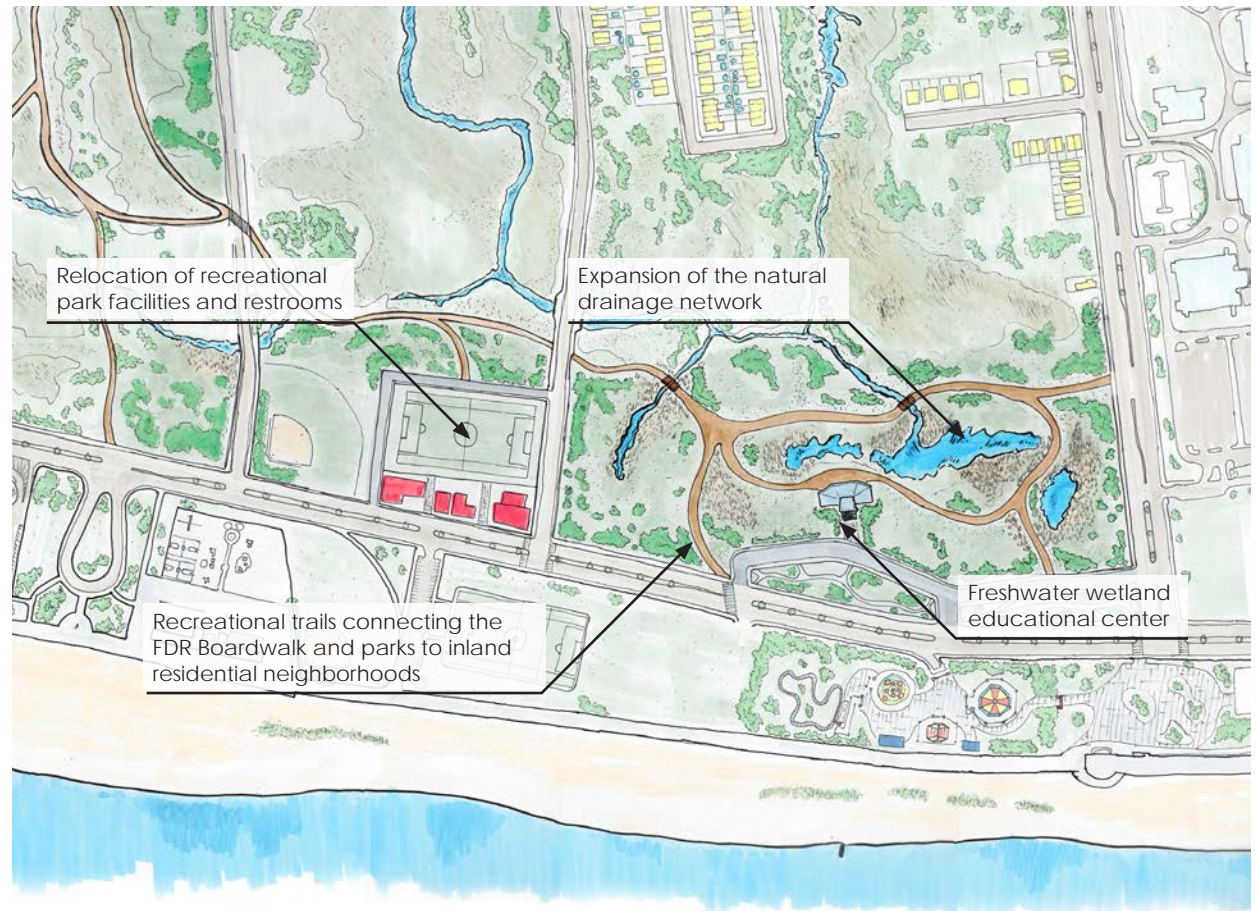 Relocation of recreational
park facilities and restrooms
Expansion of the natural
drainage network
Recreational trails connecting the
FDR Boardwalk and parks to inland
residential neighborhoods
Freshwater wetland
educational center